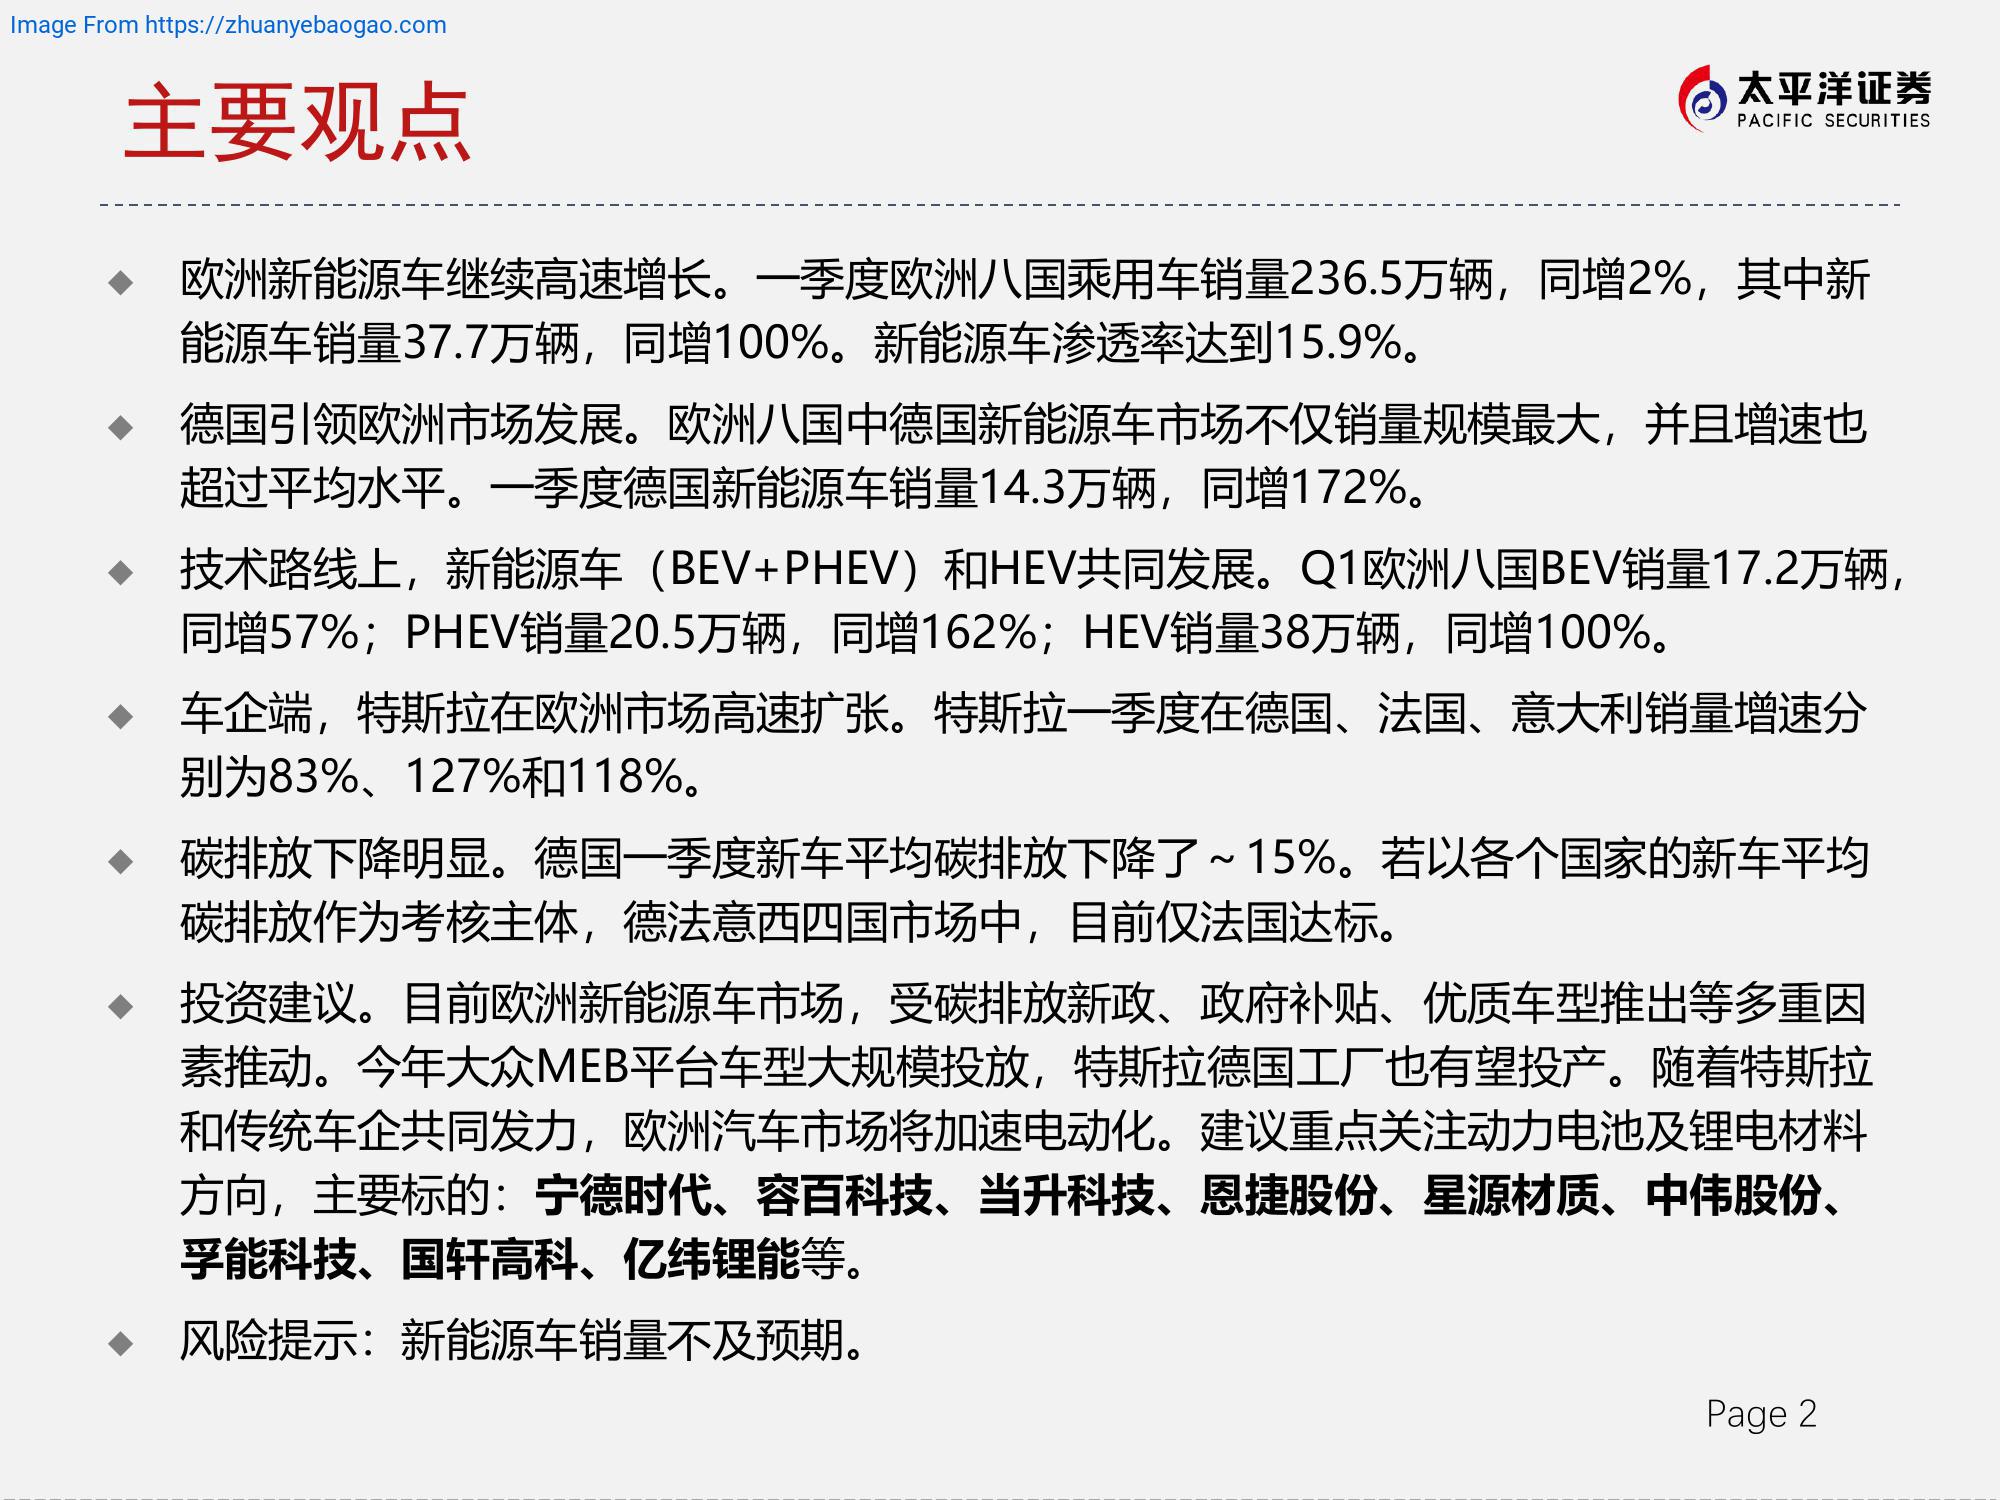 Image From https://zhuanyebaogao.com
主要观点
太平洋证券
PACIFIC SECURITIES
◆ 欧洲新能源车继续高速增长。一季度欧洲八国乘用车销量236.5万辆，同增2%，其中新
能源车销量37.7万辆，同增100%。新能源车渗透率达到15.9%。
◆ 德国引领欧洲市场发展。欧洲八国中德国新能源车市场不仅销量规模最大，并且增速也
超过平均水平。一季度德国新能源车销量14.3万辆，同增172%。
◆ 技术路线上，新能源车（BEV+PHEV）和HEV共同发展。Q1欧洲八国BEV销量17.2万辆，
同增57%；PHEV销量20.5万辆，同增162%；HEV销量38万辆，同增100%。
◆ 车企端，特斯拉在欧洲市场高速扩张。特斯拉一季度在德国、法国、意大利销量增速分
别为83%、127%和118%。
◆ 碳排放下降明显。德国一季度新车平均碳排放下降了~15%。若以各个国家的新车平均
碳排放作为考核主体，德法意西四国市场中，目前仅法国达标。
◆ 投资建议。目前欧洲新能源车市场，受碳排放新政、政府补贴、优质车型推出等多重因
素推动。今年大众MEB平台车型大规模投放，特斯拉德国工厂也有望投产。随着特斯拉
和传统车企共同发力，欧洲汽车市场将加速电动化。建议重点关注动力电池及锂电材料
方向，主要标的：宁德时代、容百科技、当升科技、恩捷股份、星源材质、中伟股份、
孚能科技、国轩高科、亿纬锂能等。
◆ 风险提示：新能源车销量不及预期。
Page 2